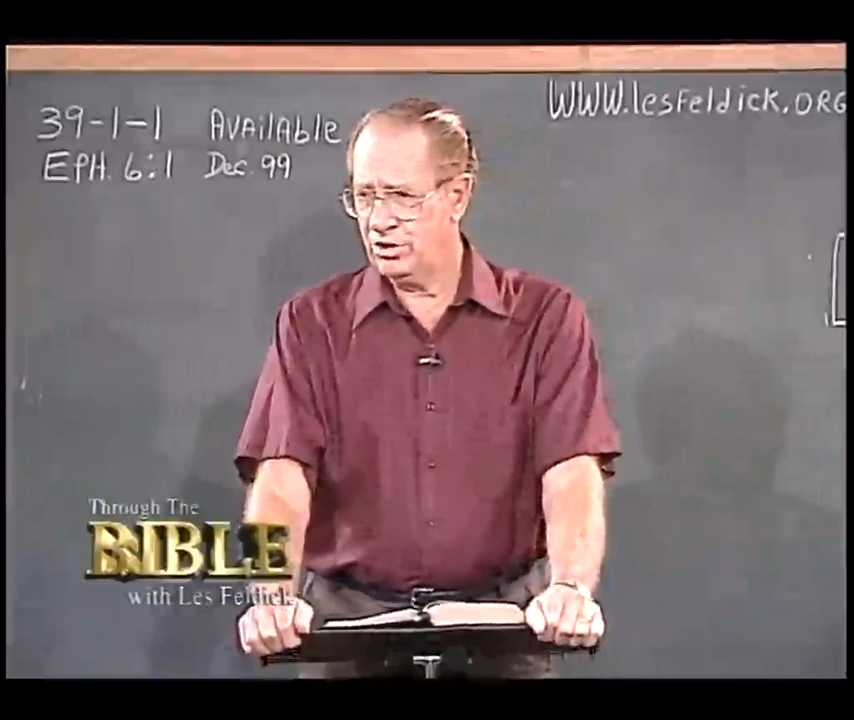 39-1-1 AVAilAble
EPH. 6:1 Dec. 99
WWW.lesFeldicK.ORG
Through The
BIBLE
with Les Feldick